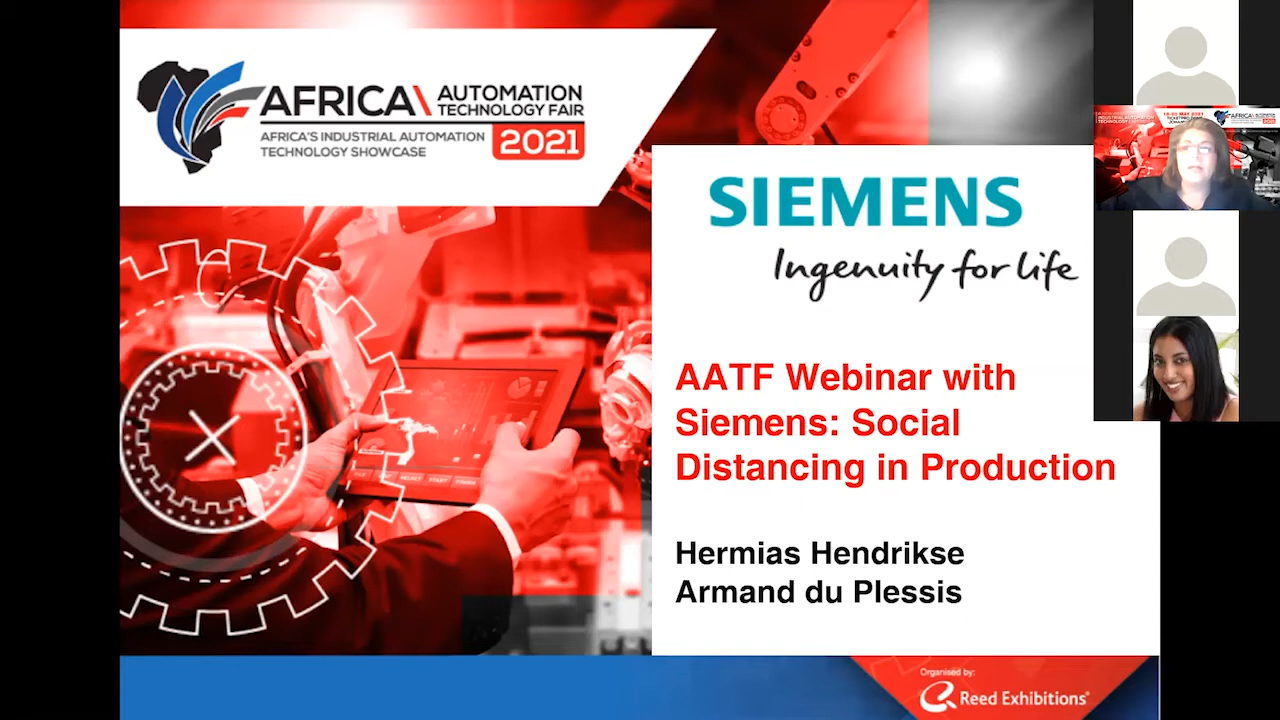 AFRICA
AUTOMATION
TECHNOLOGY FAIR
AFRICA'S INDUSTRIAL AUTOMATION
TECHNOLOGY SHOWCASE
2021
SIEMENS
Ingenuity for life
AATF Webinar with
Siemens: Social
Distancing in Production
Hermias Hendrikse
Armand du Plessis
Organised by:
Reed Exhibitions®